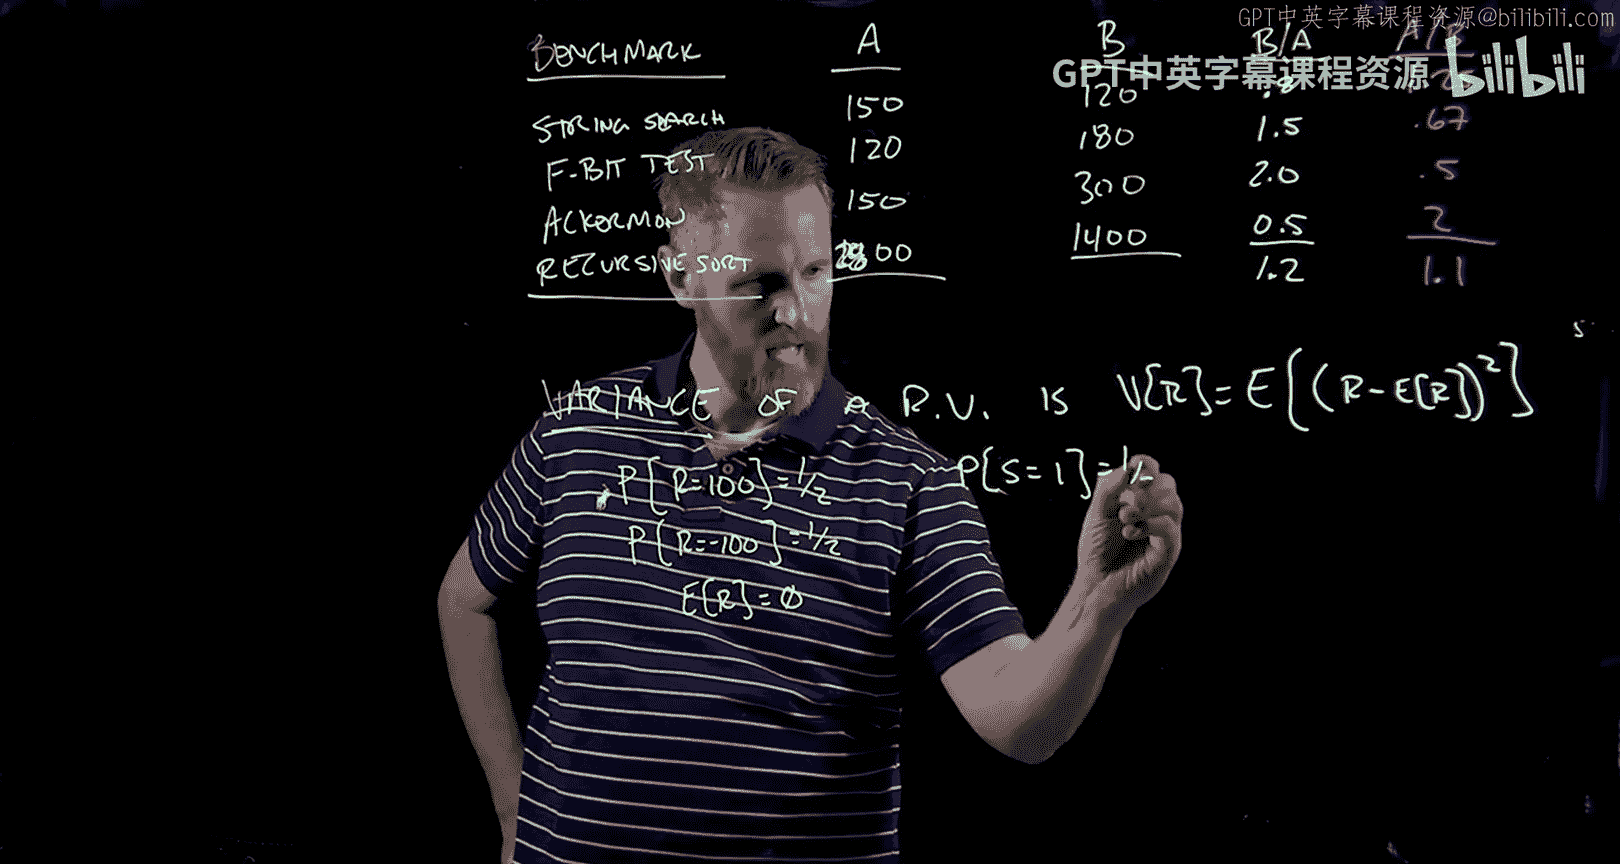 GPT中英字幕课程资源@bilibili.com
GPT中英字幕课程资源 bilibili
BENCHMARK A B B/A A/B
STRING SEARCH 150 120 .8
F-BIT TEST 120 180 1.5 .67
ACKERMON 150 300 2.0 .5
RECURSIVE SORT 2800 1400 0.5 2
1.2 1.1
VARIANCE OF A R.V. IS V[R]=E[(R-E[R])²]
P[R=100]=1/2 P[S=1]=1/2
P[R=-100]=1/2
E[R]=0